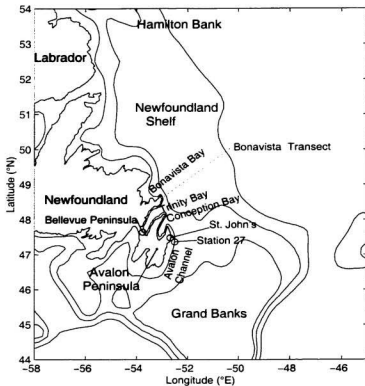 54
53
52
51
50
49
48
47
46
45
44
Latitude (°N)
Hamilton Bank
Labrador
Newfoundland
Shelf
Bonavista Bay
Bonavista Transect
Newfoundland
Trinity Bay
Conception Bay
Bellevue Peninsula
St. John's
Station 27
Avalon
Peninsula
Avalon
Channel
Grand Banks
−58 −56 −54 −52 −50 −48 −46
Longitude (°E)